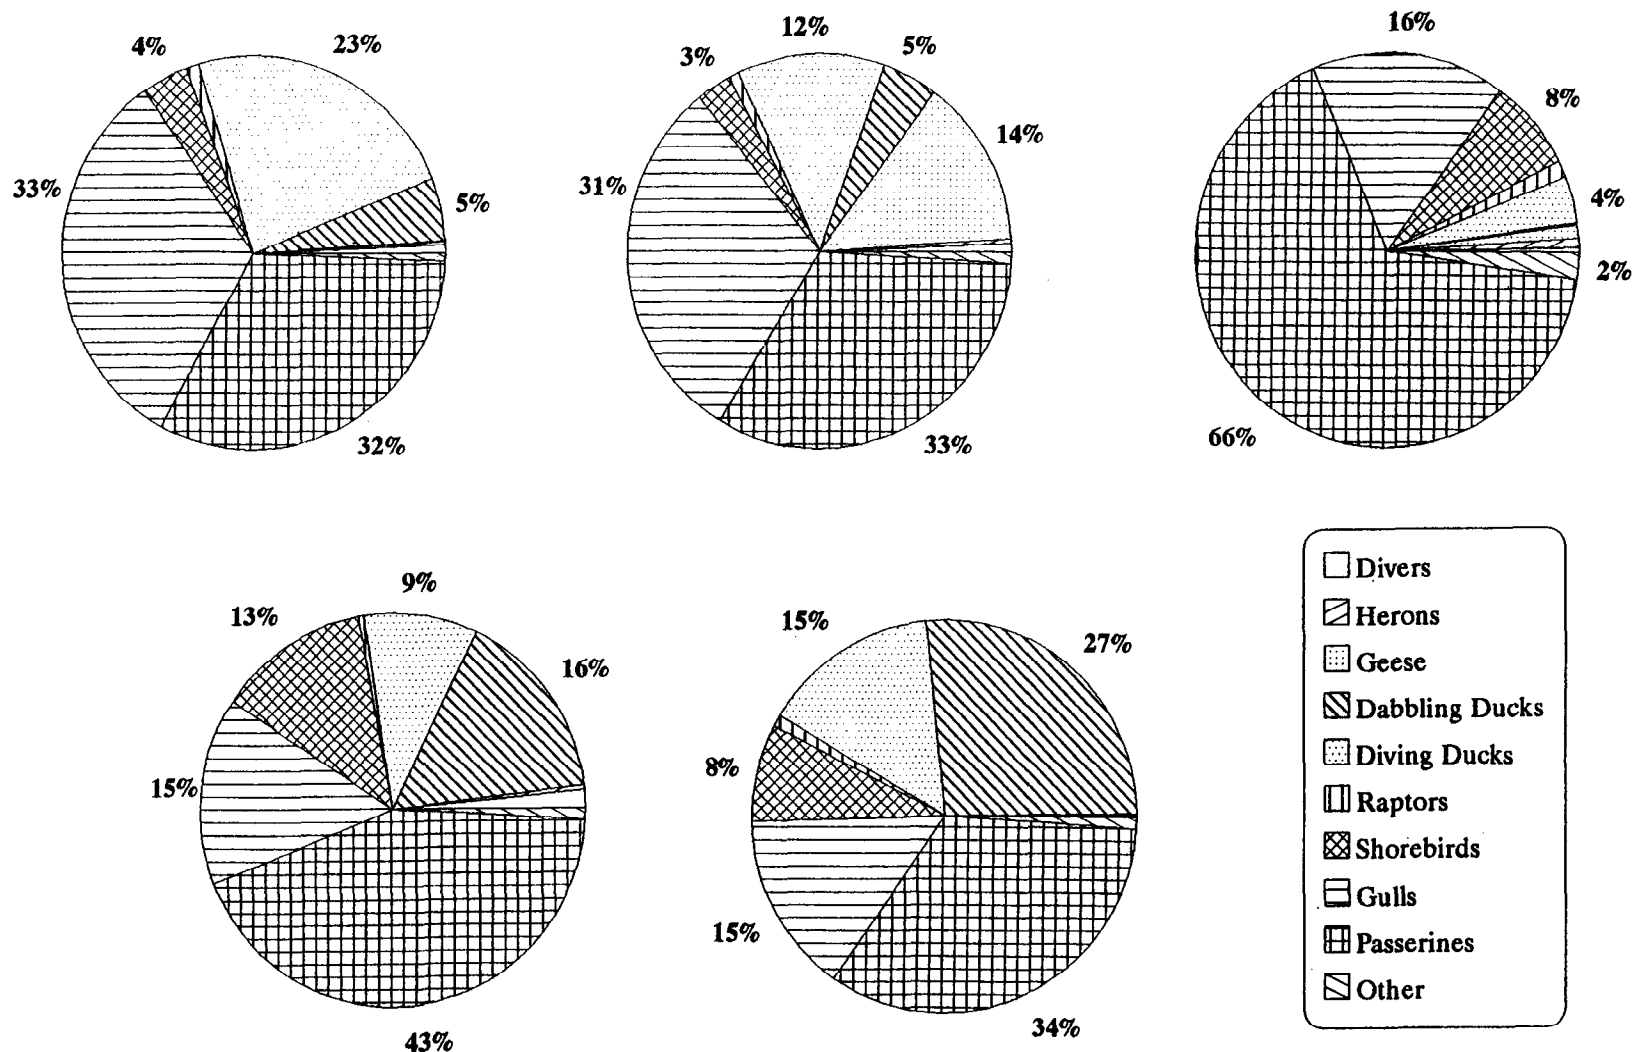 4%
23%
33%
5%
32%
12%
3%
5%
14%
31%
33%
16%
8%
4%
2%
66%
9%
13%
16%
15%
43%
15%
27%
8%
15%
34%
Divers
Herons
Geese
Dabbling Ducks
Diving Ducks
Raptors
Shorebirds
Gulls
Passerines
Other